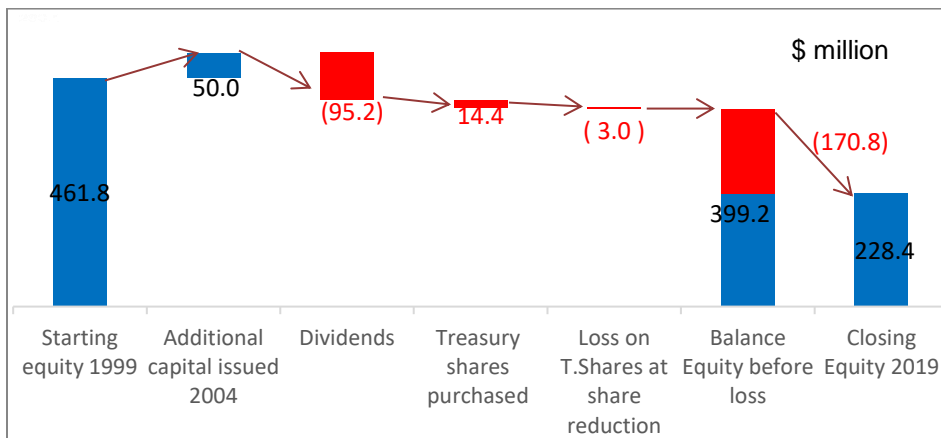 $ million
50.0
(95.2)
14.4
( 3.0 )
(170.8)
461.8
399.2
228.4
Starting
equity 1999
Additional
capital issued
2004
Dividends
Treasury
shares
purchased
Loss on
T.Shares at
share
reduction
Balance
Equity before
loss
Closing
Equity 2019